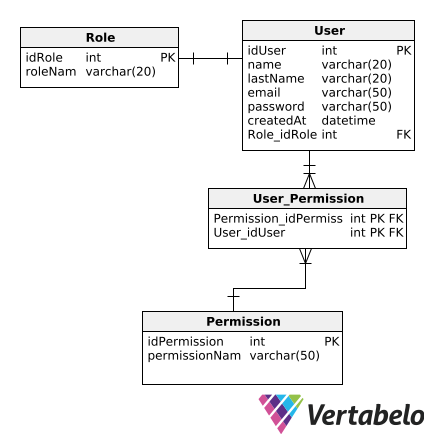 Role
idRole int PK
roleNam varchar(20)
User
idUser int PK
name varchar(20)
lastName varchar(20)
email varchar(50)
password varchar(50)
createdAt datetime
Role_idRole int FK
User_Permission
Permission_idPermiss int PK FK
User_idUser int PK FK
Permission
idPermission int PK
permissionNam varchar(50)
Vertabelo